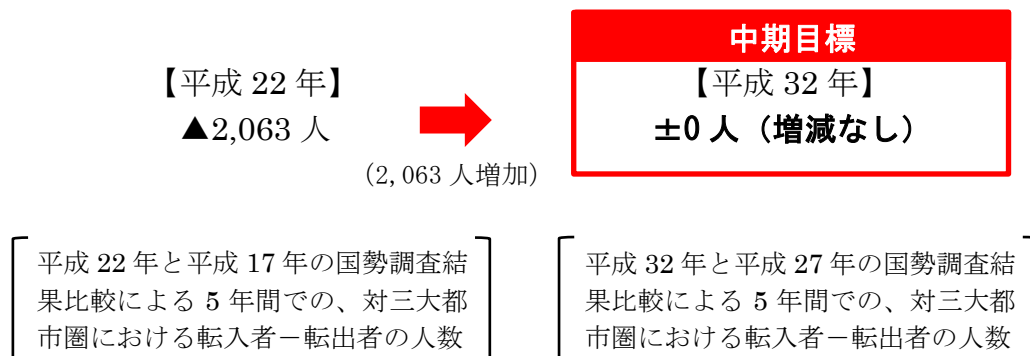 中期目標
【平成 22 年】
▲2,063 人
(2,063 人増加)
【平成 32 年】
±0 人（増減なし）
平成 22 年と平成 17 年の国勢調査結
果比較による 5 年間での、対三大都
市圏における転入者－転出者の人数
平成 32 年と平成 27 年の国勢調査結
果比較による 5 年間での、対三大都
市圏における転入者－転出者の人数